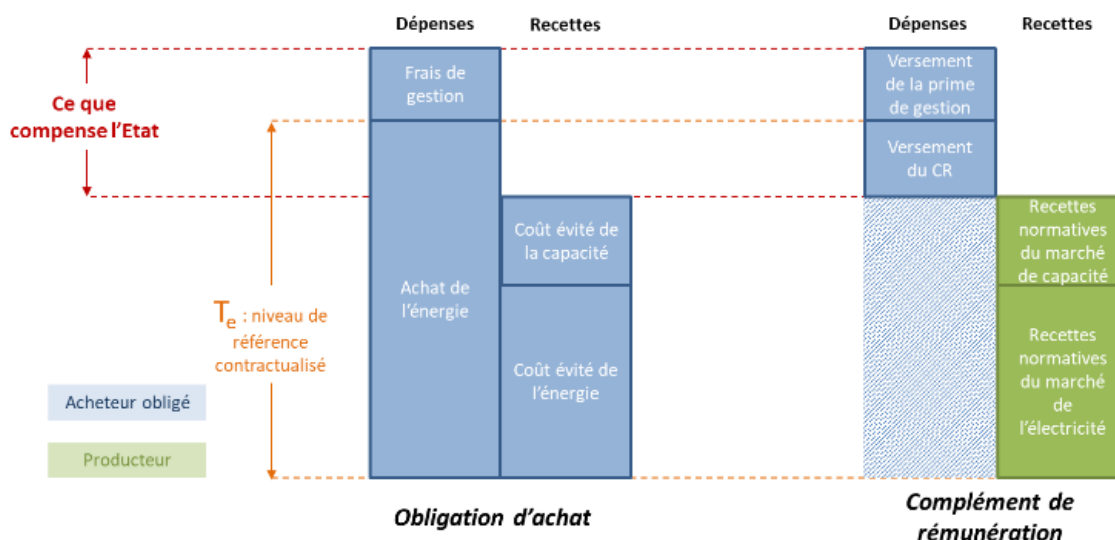 Dépenses
Recettes
Dépenses
Recettes
Frais de
gestion
Versement
de la prime
de gestion
Ce que
compense l'Etat
Versement
du CR
Coût évité de
la capacité
Recettes
normatives
du marché
de capacité
Achat de
l'énergie
Te : niveau de
référence
contractualisé
Coût évité de
l'énergie
Recettes
normatives
du marché
de
l'électricité
Acheteur obligé
Producteur
Obligation d'achat
Complément de
rémunération